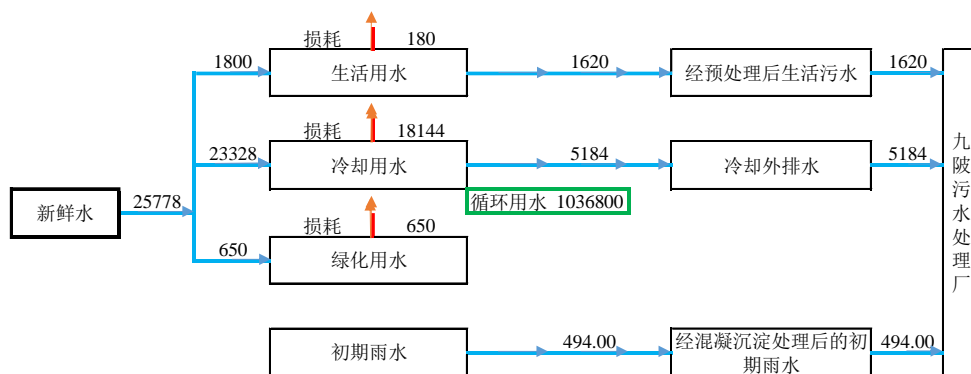 损耗 180
1800 生活用水 1620 经预处理后生活污水 1620
损耗 18144
23328 冷却用水 5184 冷却外排水 5184
循环用水 1036800
新鲜水 25778
损耗 650
650 绿化用水
初期雨水 494.00 经混凝沉淀处理后的初 494.00
期雨水
九
陂
污
水
处
理
厂